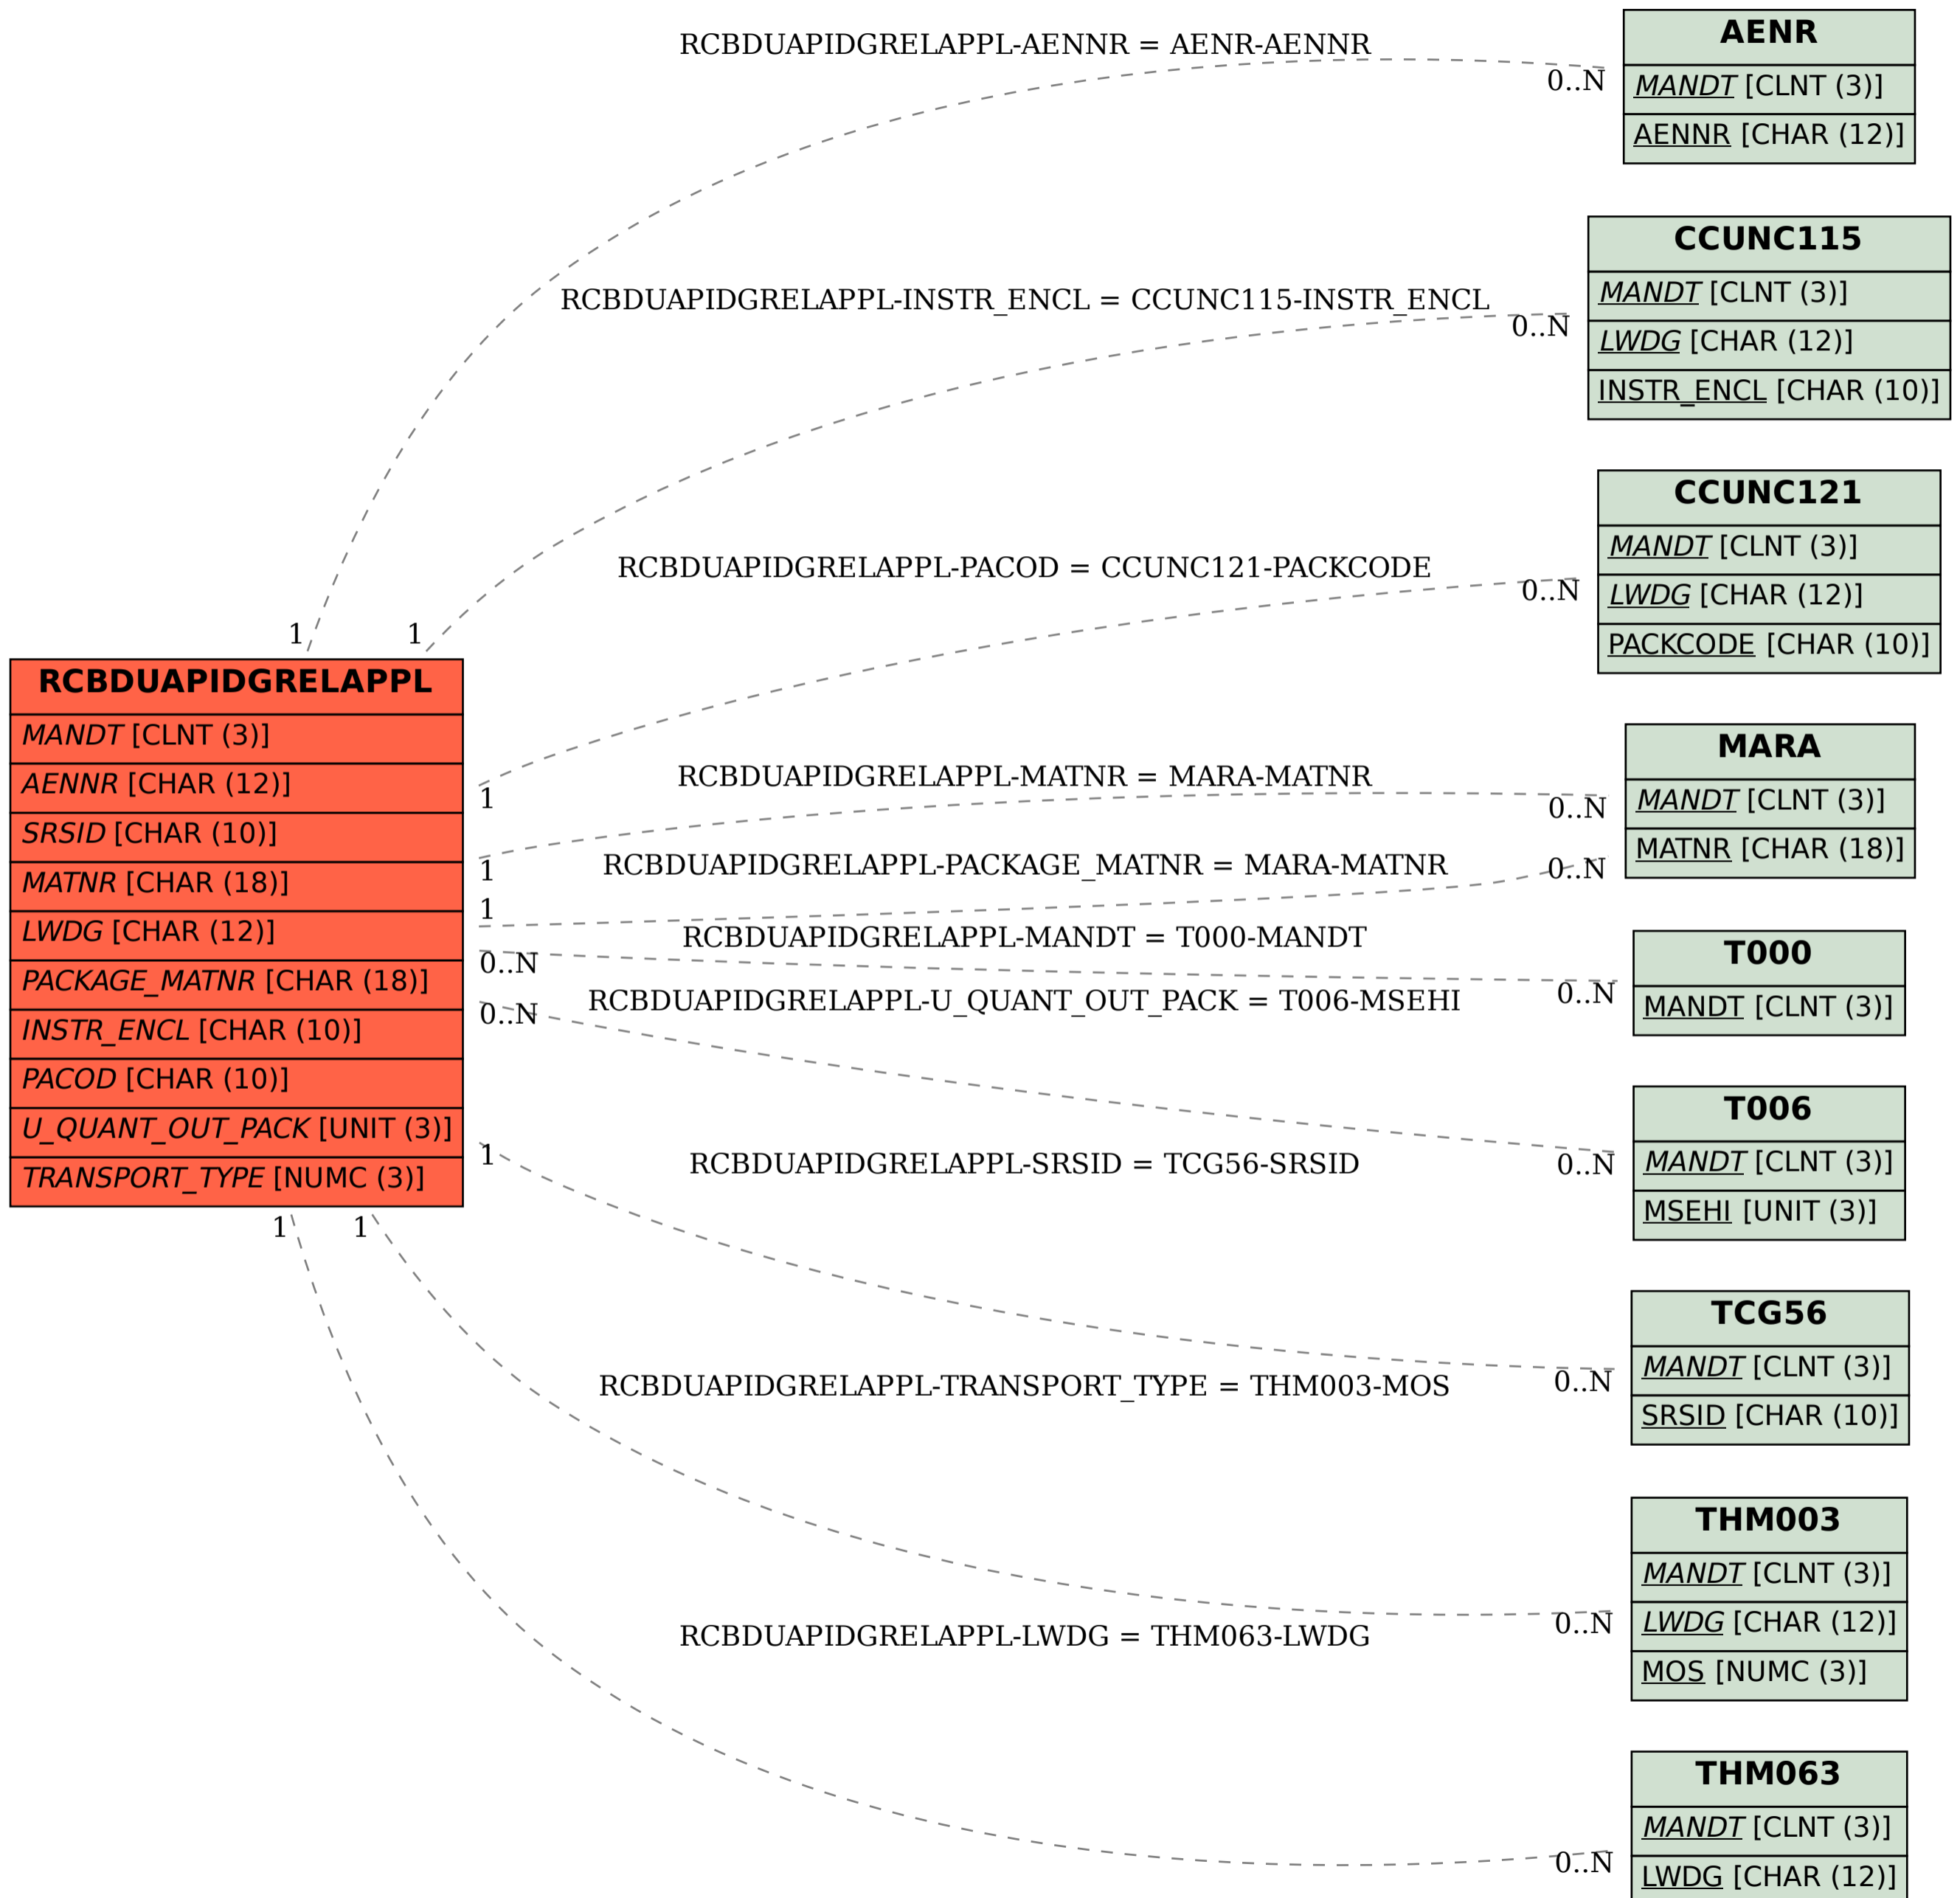 RCBDUAPIDGRELAPPL-AENNR = AENR-AENNR
1
0..N
AENR
MANDT [CLNT (3)]
AENNR [CHAR (12)]
RCBDUAPIDGRELAPPL-INSTR_ENCL = CCUNC115-INSTR_ENCL
1
0..N
CCUNC115
MANDT [CLNT (3)]
LWDG [CHAR (12)]
INSTR_ENCL [CHAR (10)]
RCBDUAPIDGRELAPPL-PACOD = CCUNC121-PACKCODE
1
0..N
CCUNC121
MANDT [CLNT (3)]
LWDG [CHAR (12)]
PACKCODE [CHAR (10)]
RCBDUAPIDGRELAPPL
MANDT [CLNT (3)]
AENNR [CHAR (12)]
SRSID [CHAR (10)]
MATNR [CHAR (18)]
LWDG [CHAR (12)]
PACKAGE_MATNR [CHAR (18)]
INSTR_ENCL [CHAR (10)]
PACOD [CHAR (10)]
U_QUANT_OUT_PACK [UNIT (3)]
TRANSPORT_TYPE [NUMC (3)]
RCBDUAPIDGRELAPPL-MATNR = MARA-MATNR
1
0..N
RCBDUAPIDGRELAPPL-PACKAGE_MATNR = MARA-MATNR
1
0..N
MARA
MANDT [CLNT (3)]
MATNR [CHAR (18)]
RCBDUAPIDGRELAPPL-MANDT = T000-MANDT
0..N
0..N
T000
MANDT [CLNT (3)]
RCBDUAPIDGRELAPPL-U_QUANT_OUT_PACK = T006-MSEHI
0..N
0..N
T006
MANDT [CLNT (3)]
MSEHI [UNIT (3)]
RCBDUAPIDGRELAPPL-SRSID = TCG56-SRSID
1
0..N
TCG56
MANDT [CLNT (3)]
SRSID [CHAR (10)]
RCBDUAPIDGRELAPPL-TRANSPORT_TYPE = THM003-MOS
1
0..N
THM003
MANDT [CLNT (3)]
LWDG [CHAR (12)]
MOS [NUMC (3)]
RCBDUAPIDGRELAPPL-LWDG = THM063-LWDG
1
0..N
THM063
MANDT [CLNT (3)]
LWDG [CHAR (12)]